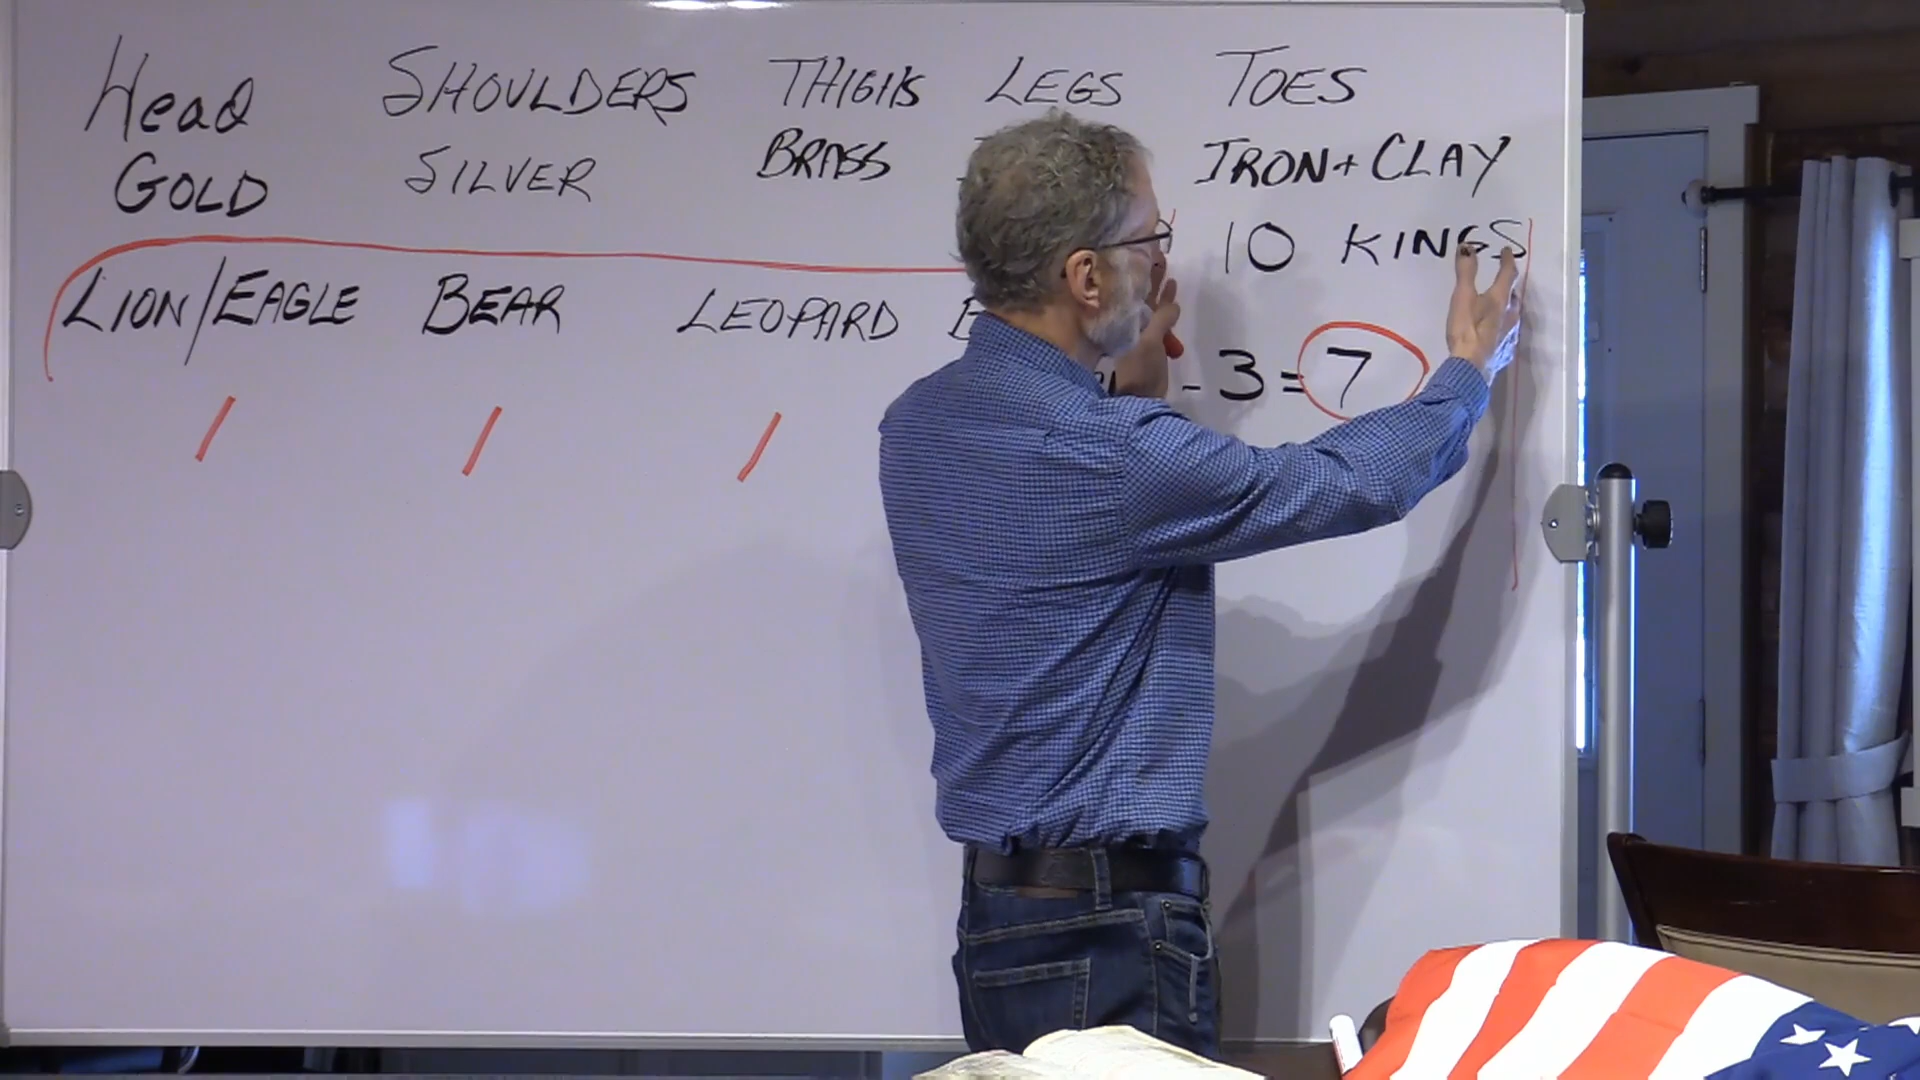 Head SHOULDERS THIGHS LEGS TOES
GOLD SILVER BRASS IRON + CLAY
10 KINGS
LION/EAGLE BEAR LEOPARD
- 3 = 7